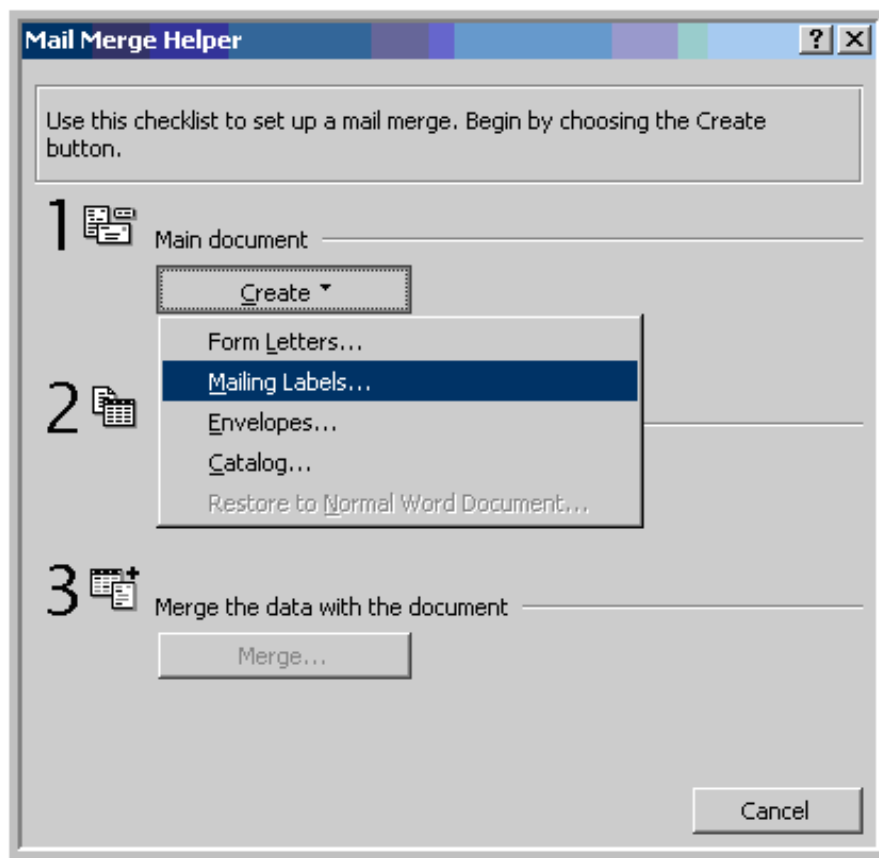 Mail Merge Helper
Use this checklist to set up a mail merge. Begin by choosing the Create
button.
1
Main document
Create
Form Letters...
Mailing Labels...
Envelopes...
Catalog...
Restore to Normal Word Document...
2
3
Merge the data with the document
Merge...
Cancel